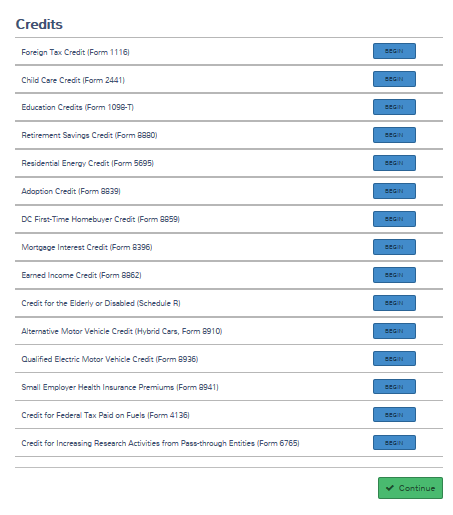 Credits
Foreign Tax Credit (Form 1116) BEGIN
Child Care Credit (Form 2441) BEGIN
Education Credits (Form 1098-T) BEGIN
Retirement Savings Credit (Form 8880) BEGIN
Residential Energy Credit (Form 5695) BEGIN
Adoption Credit (Form 8839) BEGIN
DC First-Time Homebuyer Credit (Form 8859) BEGIN
Mortgage Interest Credit (Form 8396) BEGIN
Earned Income Credit (Form 8862) BEGIN
Credit for the Elderly or Disabled (Schedule R) BEGIN
Alternative Motor Vehicle Credit (Hybrid Cars, Form 8910) BEGIN
Qualified Electric Motor Vehicle Credit (Form 8936) BEGIN
Small Employer Health Insurance Premiums (Form 8941) BEGIN
Credit for Federal Tax Paid on Fuels (Form 4136) BEGIN
Credit for Increasing Research Activities from Pass-through Entities (Form 6765) BEGIN
Continue